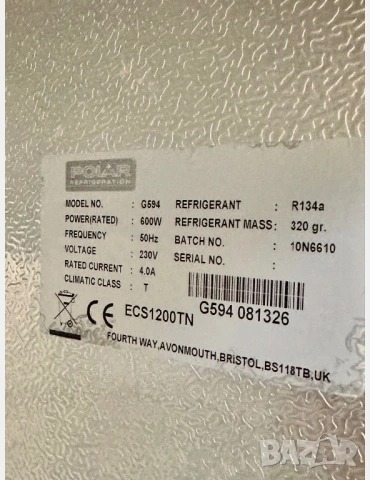 POLAR
REFRIGERATION
MODEL NO. : G594
POWER(RATED) : 600W
FREQUENCY : 50Hz
VOLTAGE : 230V
RATED CURRENT : 4.0A
CLIMATIC CLASS : T
REFRIGERANT : R134a
REFRIGERANT MASS: 320 gr.
BATCH NO. : 10N6610
SERIAL NO. :
G594 081326
CE ECS1200TN
FOURTH WAY,AVONMOUTH,BRISTOL,BS118TB,UK
BAZAR